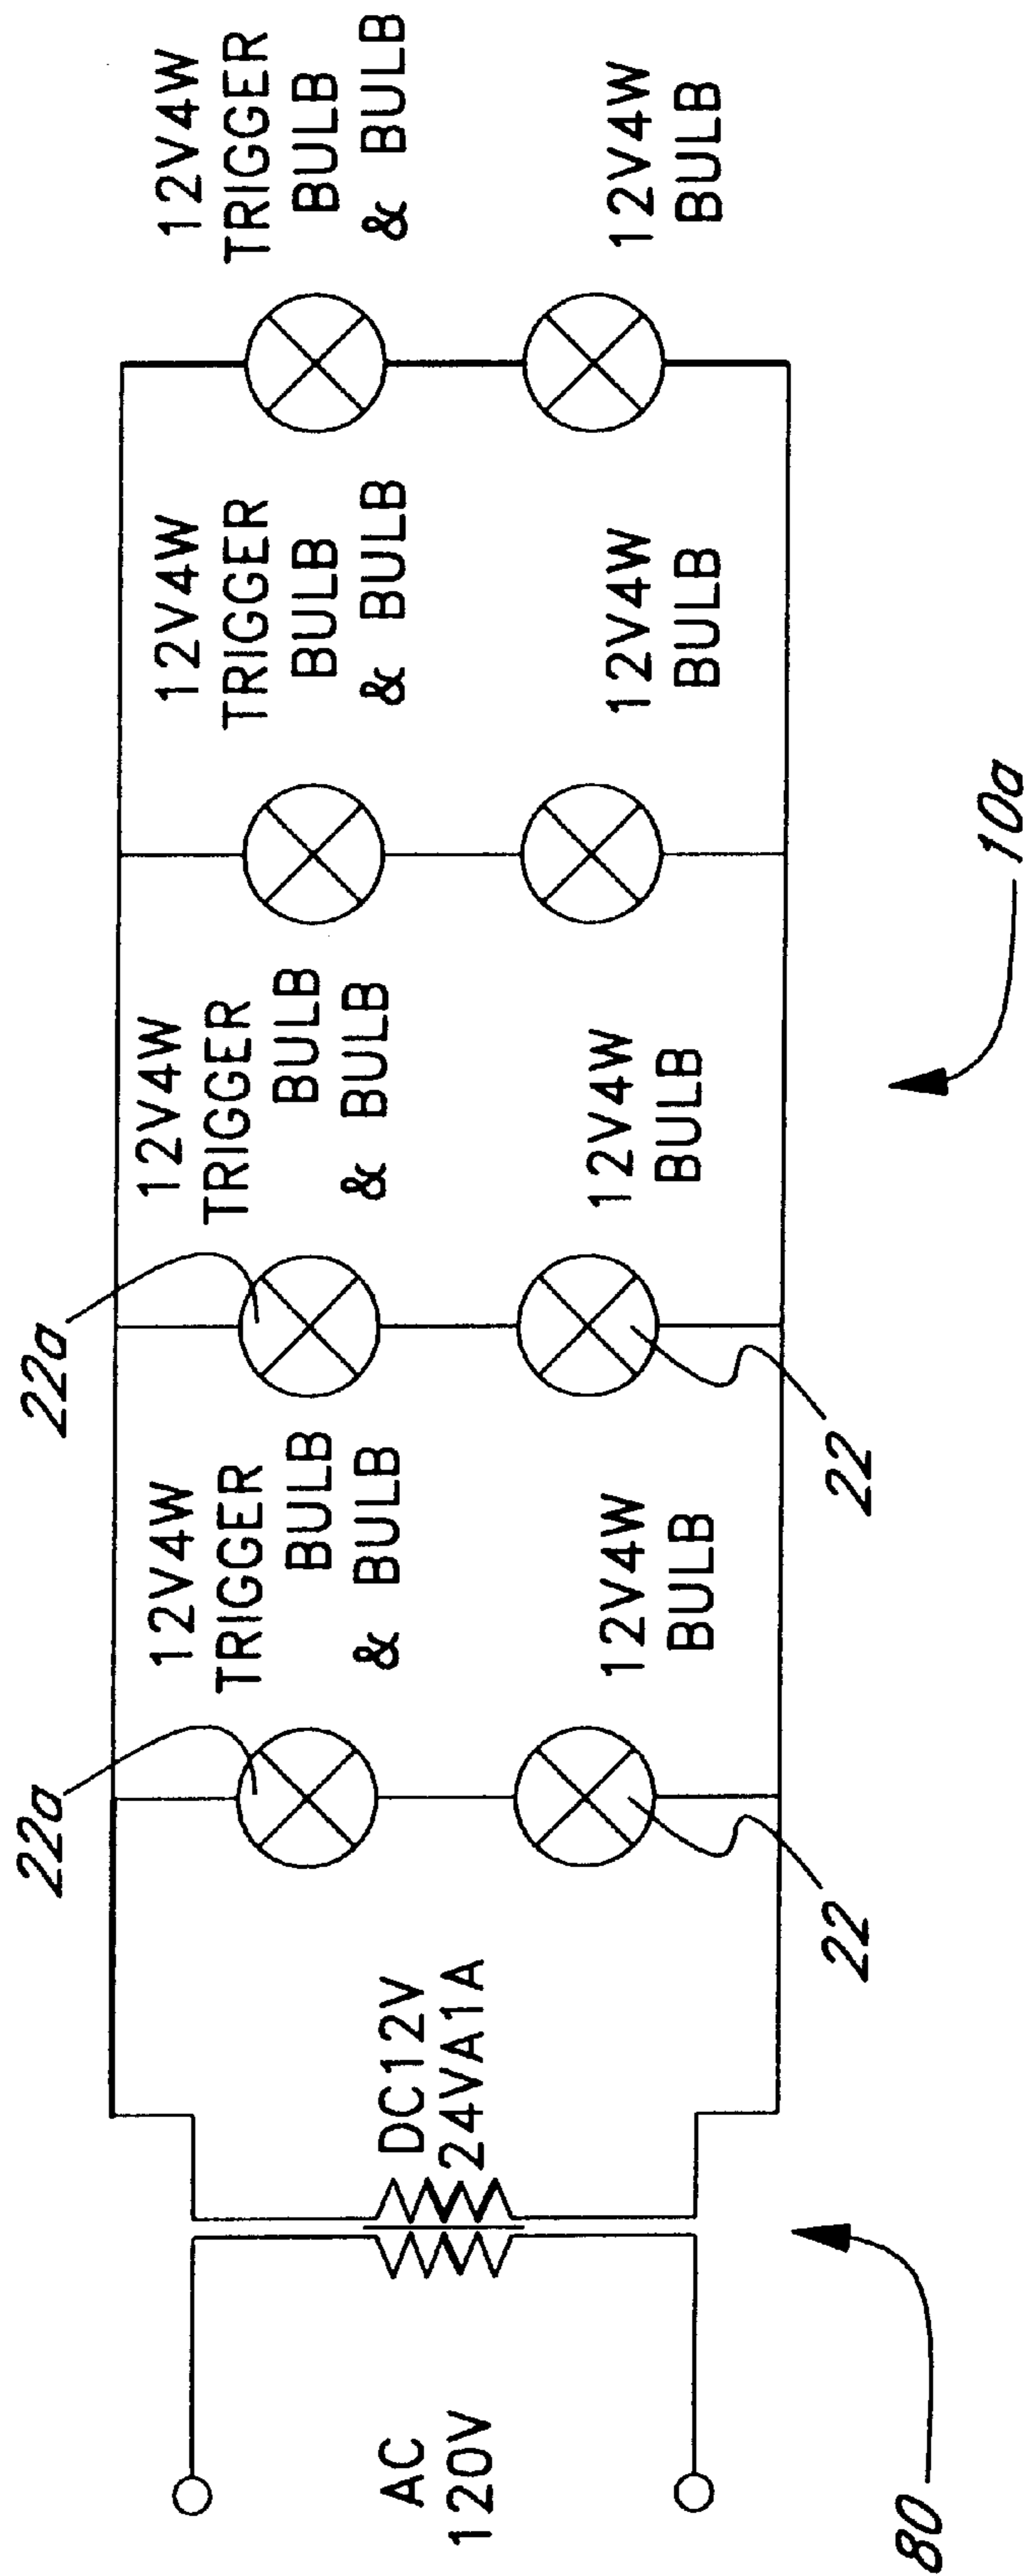 22a
22a
12V4W
TRIGGER
BULB
& BULB
12V4W
TRIGGER
BULB
& BULB
12V4W
TRIGGER
BULB
& BULB
12V4W
TRIGGER
BULB
& BULB
AC
120V
DC12V
24VA1A
12V4W
BULB
12V4W
BULB
12V4W
BULB
12V4W
BULB
22
22
80
10a